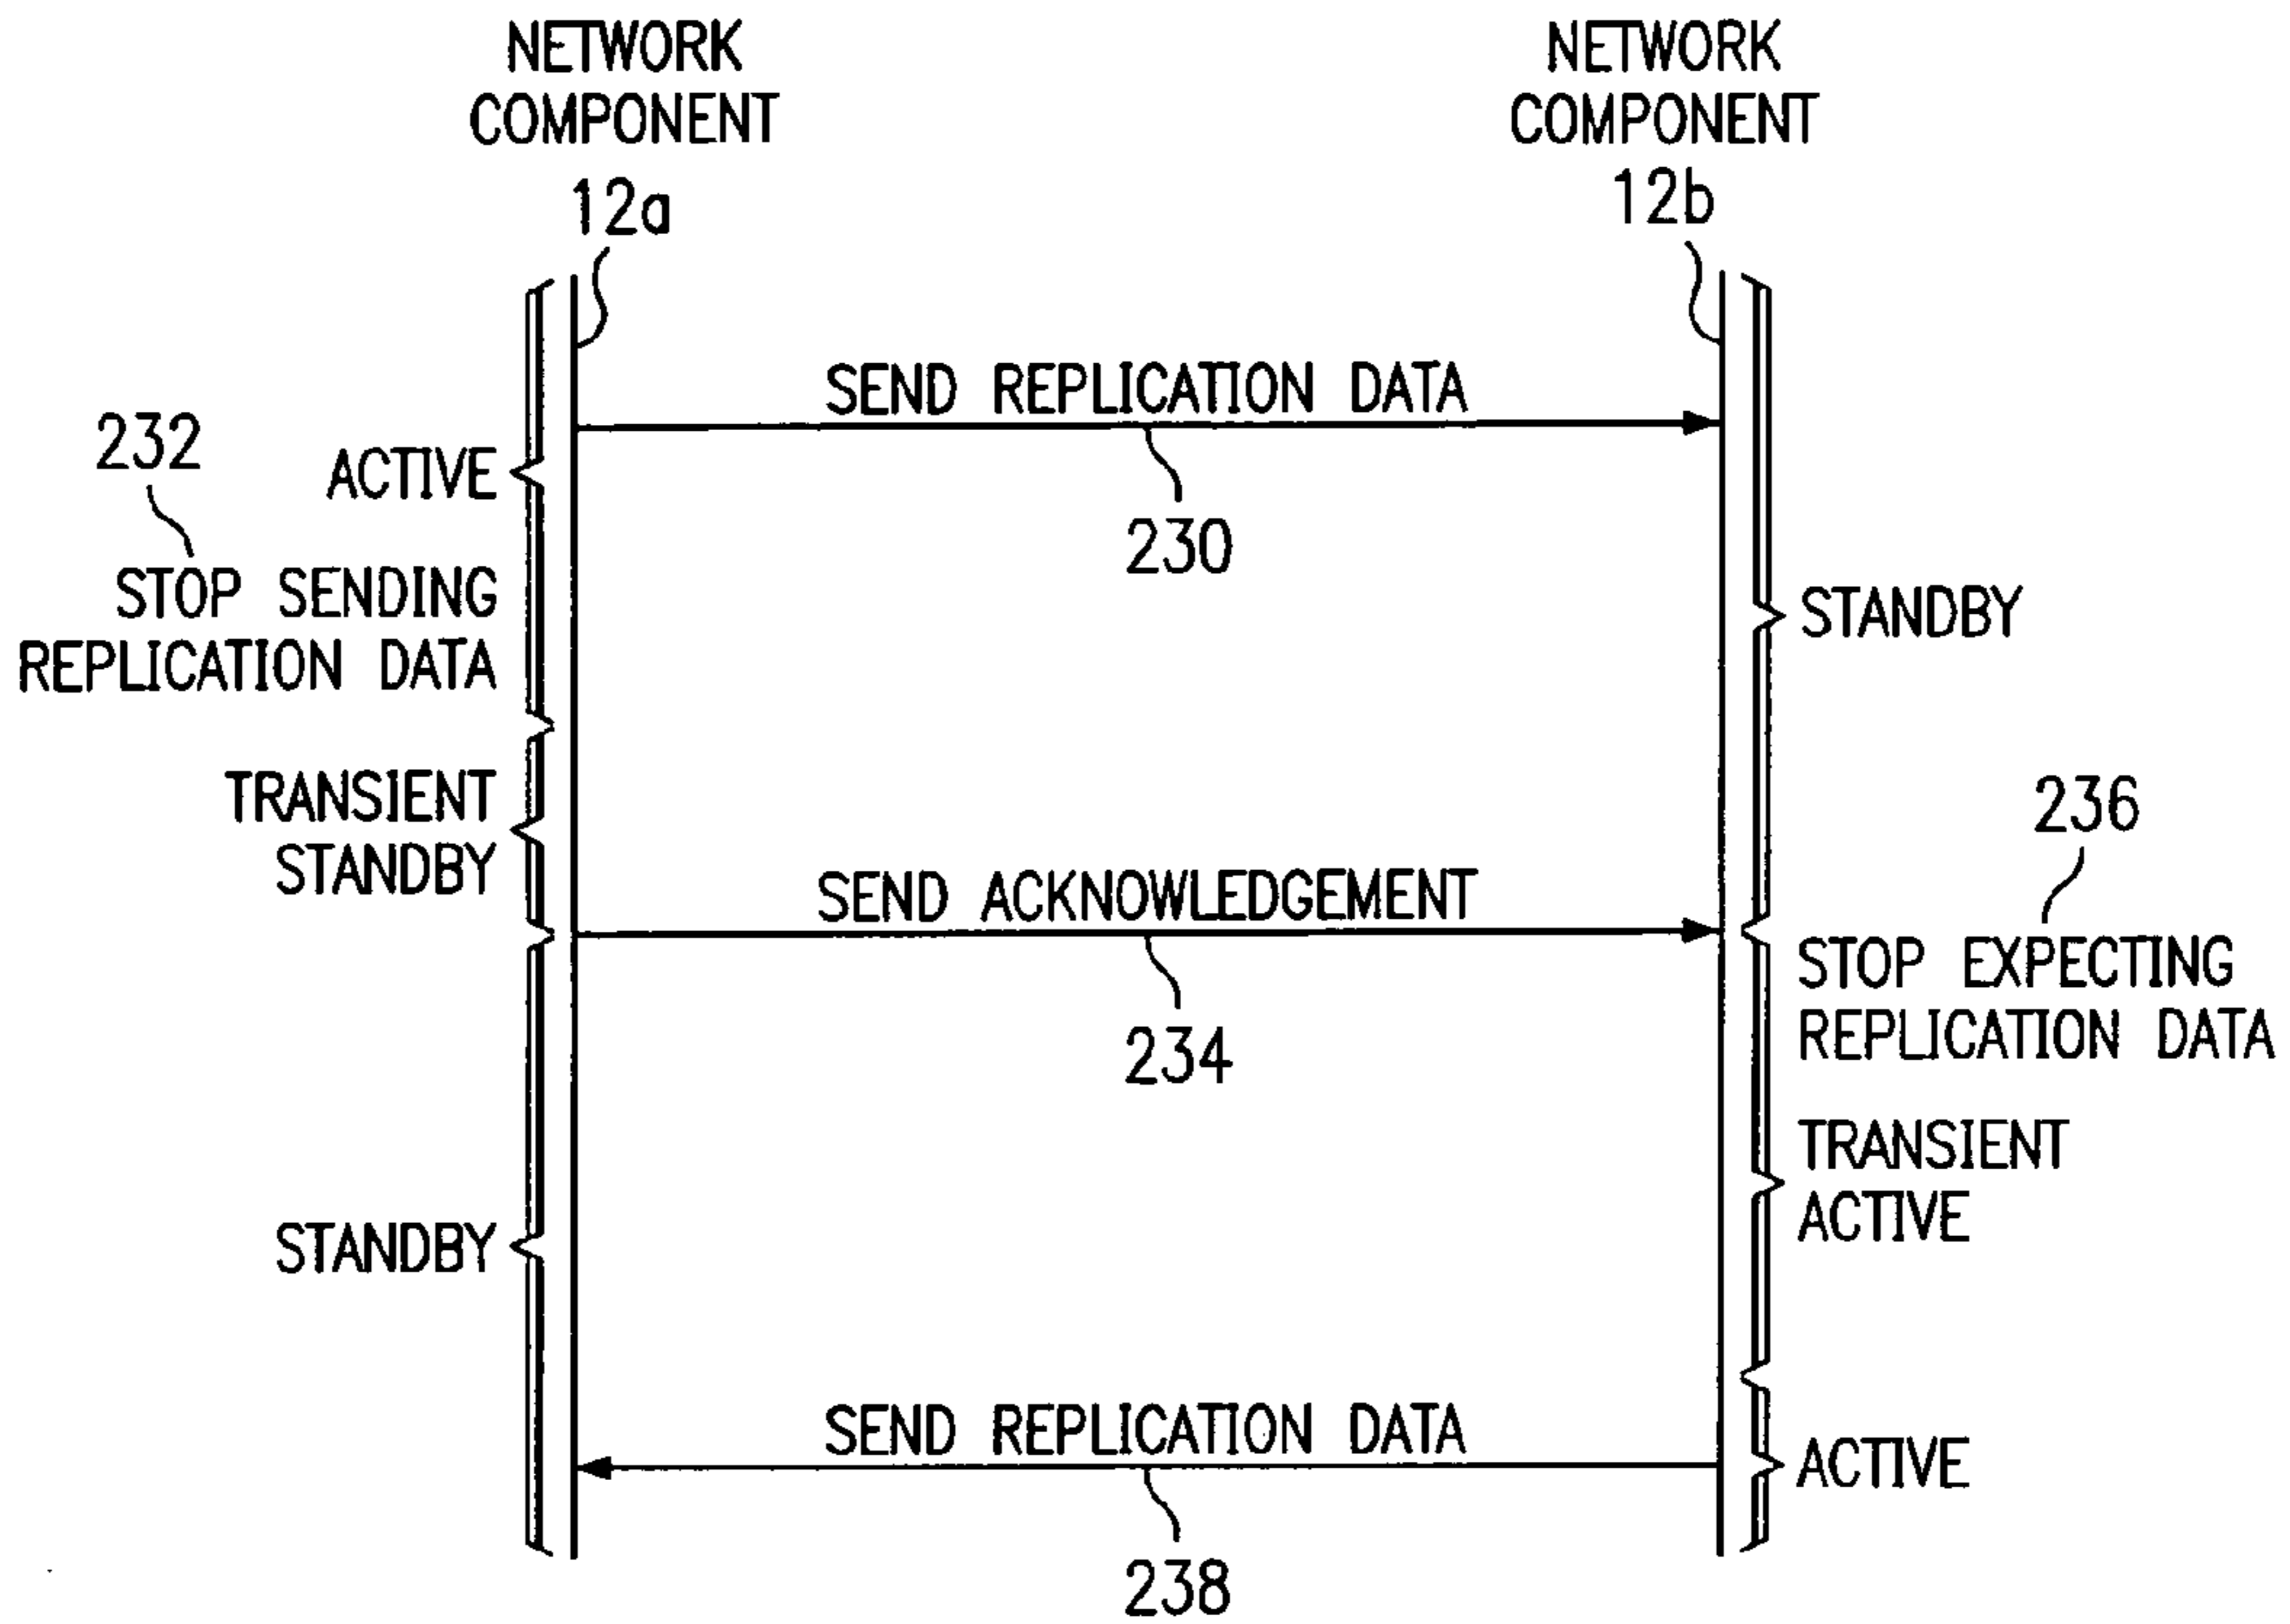 NETWORK
COMPONENT
12a
NETWORK
COMPONENT
12b
SEND REPLICATION DATA
230
232
ACTIVE
STOP SENDING
REPLICATION DATA
STANDBY
TRANSIENT
STANDBY
236
SEND ACKNOWLEDGEMENT
234
STOP EXPECTING
REPLICATION DATA
TRANSIENT
ACTIVE
STANDBY
SEND REPLICATION DATA
238
ACTIVE